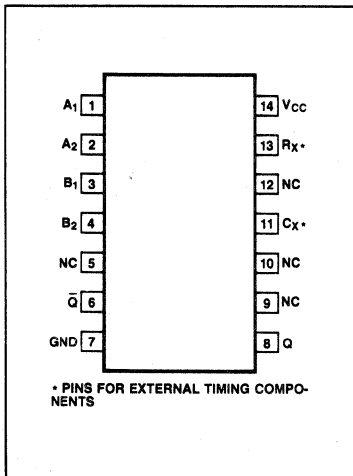 A₁ 1 14 VCC
A₂ 2 13 RX*
B₁ 3 12 NC
B₂ 4 11 CX*
NC 5 10 NC
Q̄ 6 9 NC
GND 7 8 Q
* PINS FOR EXTERNAL TIMING COMPO-
NENTS